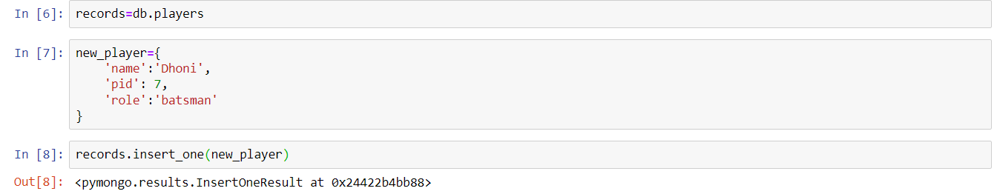 In [6]: records=db.players
In [7]: new_player={
'name':'Dhoni',
'pid': 7,
'role':'batsman'
}
In [8]: records.insert_one(new_player)
Out[8]: <pymongo.results.InsertOneResult at 0x24422b4bb88>